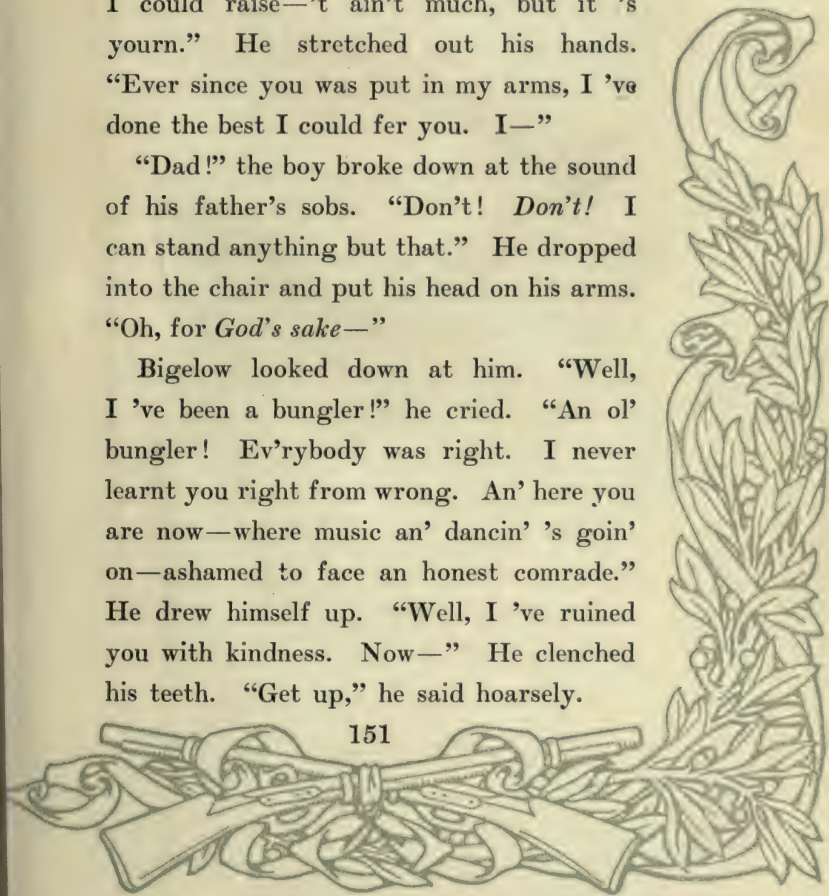 I could raise—'t ain't much, but it 's
yourn.” He stretched out his hands.
“Ever since you was put in my arms, I 've
done the best I could fer you. I—”
“Dad!” the boy broke down at the sound
of his father's sobs. “Don't! Don't! I
can stand anything but that.” He dropped
into the chair and put his head on his arms.
“Oh, for God's sake—”
Bigelow looked down at him. “Well,
I 've been a bungler!” he cried. “An ol'
bungler! Ev'rybody was right. I never
learnt you right from wrong. An' here you
are now—where music an' dancin' 's goin'
on—ashamed to face an honest comrade.”
He drew himself up. “Well, I 've ruined
you with kindness. Now—” He clenched
his teeth. “Get up,” he said hoarsely.
151